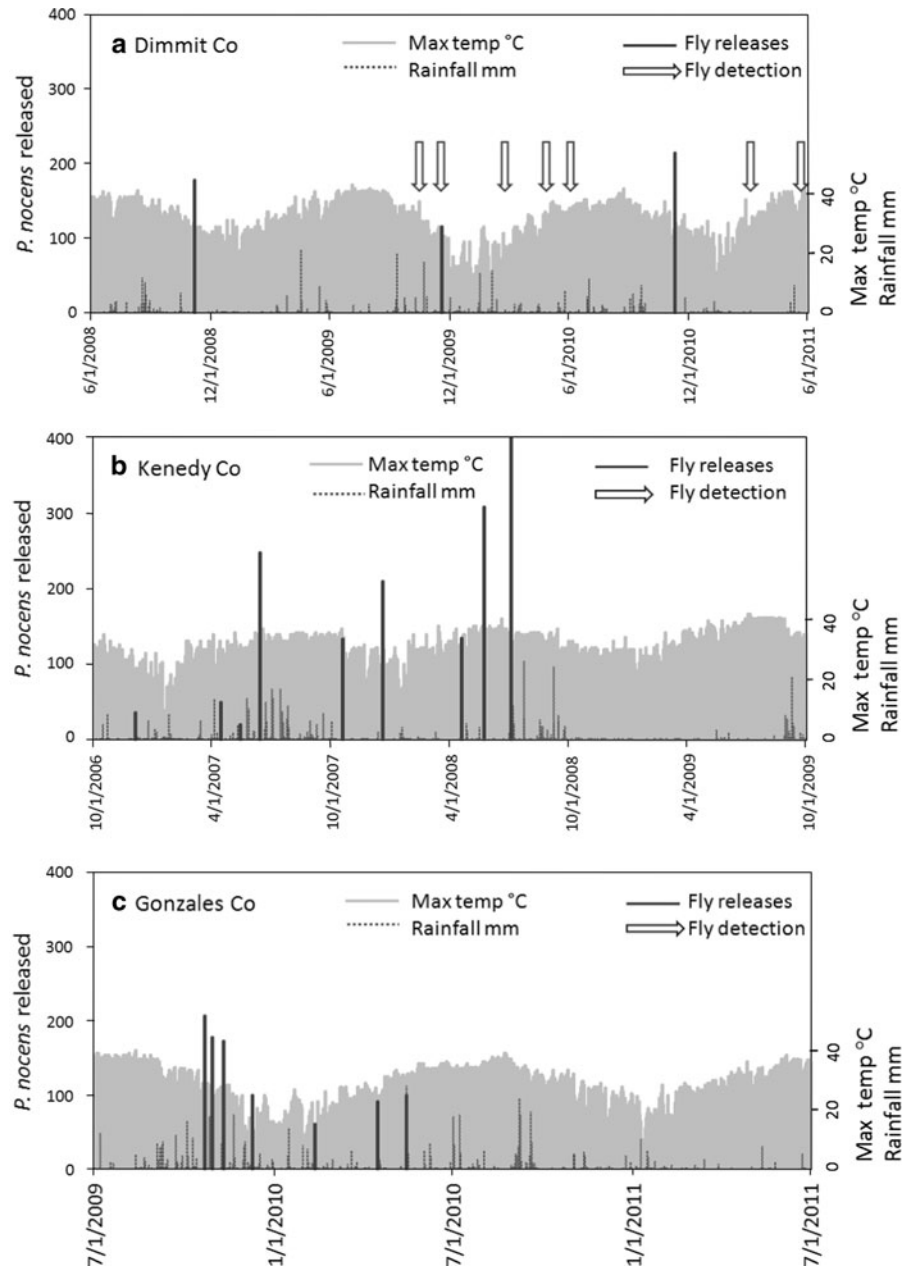 400
300
200
100
0
P. nocens released
a Dimmit Co
Max temp °C
Rainfall mm
Fly releases
Fly detection
40
20
0
Max temp °C
Rainfall mm
6/1/2008
12/1/2008
6/1/2009
12/1/2009
6/1/2010
12/1/2010
6/1/2011
400
300
200
100
0
P. nocens released
b Kenedy Co
Max temp °C
Rainfall mm
Fly releases
Fly detection
40
20
0
Max temp °C
Rainfall mm
10/1/2006
4/1/2007
10/1/2007
4/1/2008
10/1/2008
4/1/2009
10/1/2009
400
300
200
100
0
P. nocens released
c Gonzales Co
Max temp °C
Rainfall mm
Fly releases
Fly detection
40
20
0
Max temp °C
Rainfall mm
7/1/2009
1/1/2010
7/1/2010
1/1/2011
7/1/2011